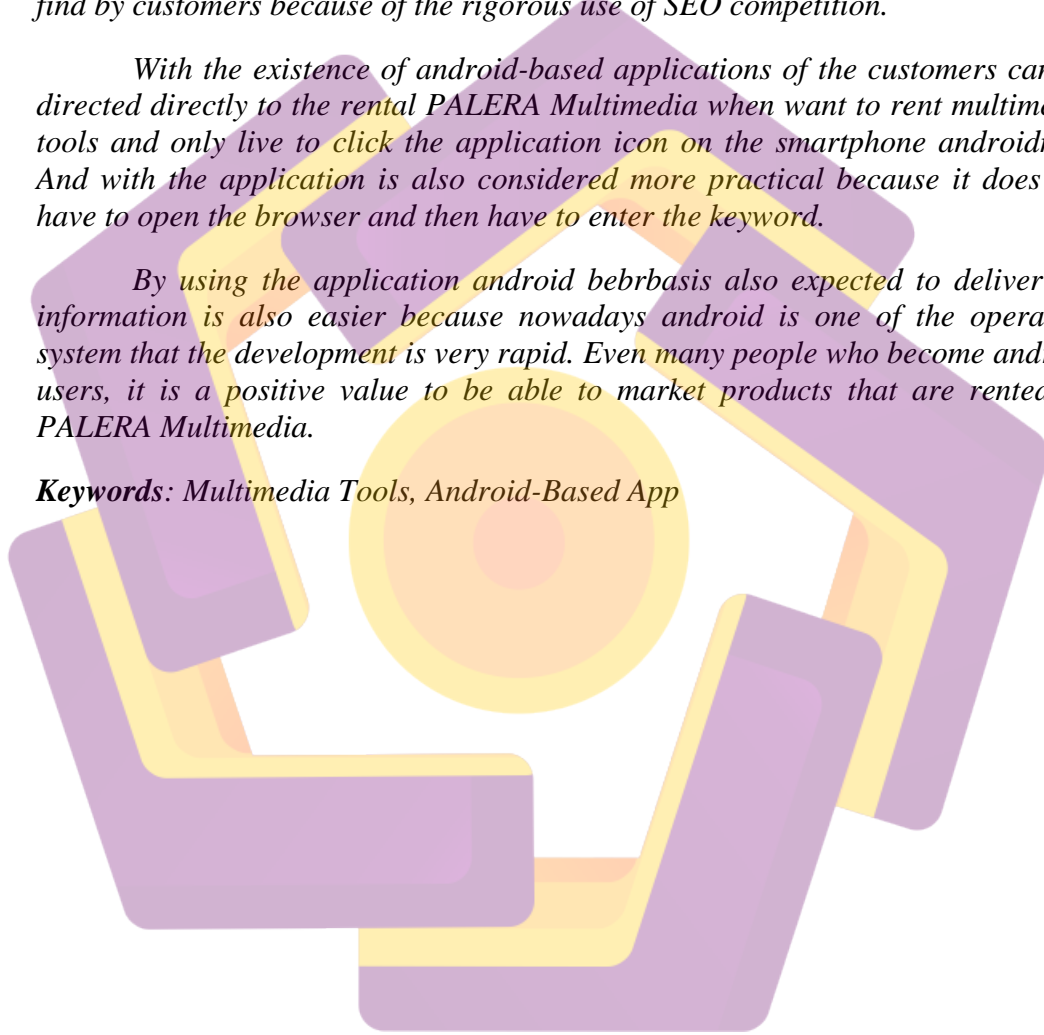 find by customers because of the rigorous use of SEO competition.
With the existence of android-based applications of the customers can
directed directly to the rental PALERA Multimedia when want to rent multime
tools and only live to click the application icon on the smartphone android
And with the application is also considered more practical because it does
have to open the browser and then have to enter the keyword.
By using the application android bebrbasis also expected to deliver
information is also easier because nowadays android is one of the opera
system that the development is very rapid. Even many people who become and
users, it is a positive value to be able to market products that are rented
PALERA Multimedia.
Keywords: Multimedia Tools, Android-Based App